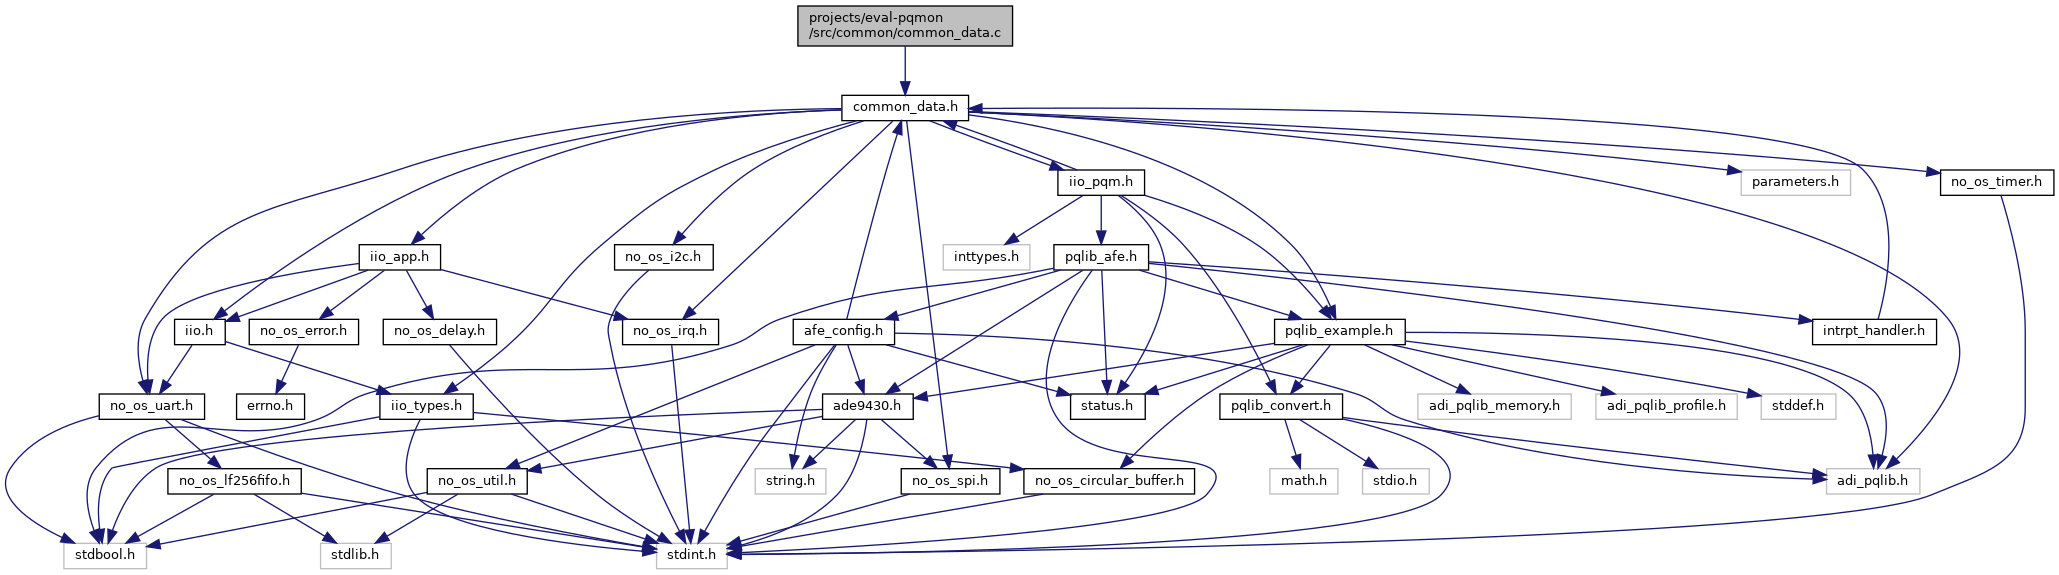 projects/eval-pqmon
/src/common/common_data.c
common_data.h
iio_pqm.h
parameters.h
no_os_timer.h
iio_app.h
no_os_i2c.h
inttypes.h
pqlib_afe.h
iio.h
no_os_error.h
no_os_delay.h
no_os_irq.h
afe_config.h
pqlib_example.h
intrpt_handler.h
no_os_uart.h
errno.h
iio_types.h
ade9430.h
status.h
pqlib_convert.h
adi_pqlib_memory.h
adi_pqlib_profile.h
stddef.h
no_os_lf256fifo.h
no_os_util.h
string.h
no_os_spi.h
no_os_circular_buffer.h
math.h
stdio.h
adi_pqlib.h
stdbool.h
stdlib.h
stdint.h